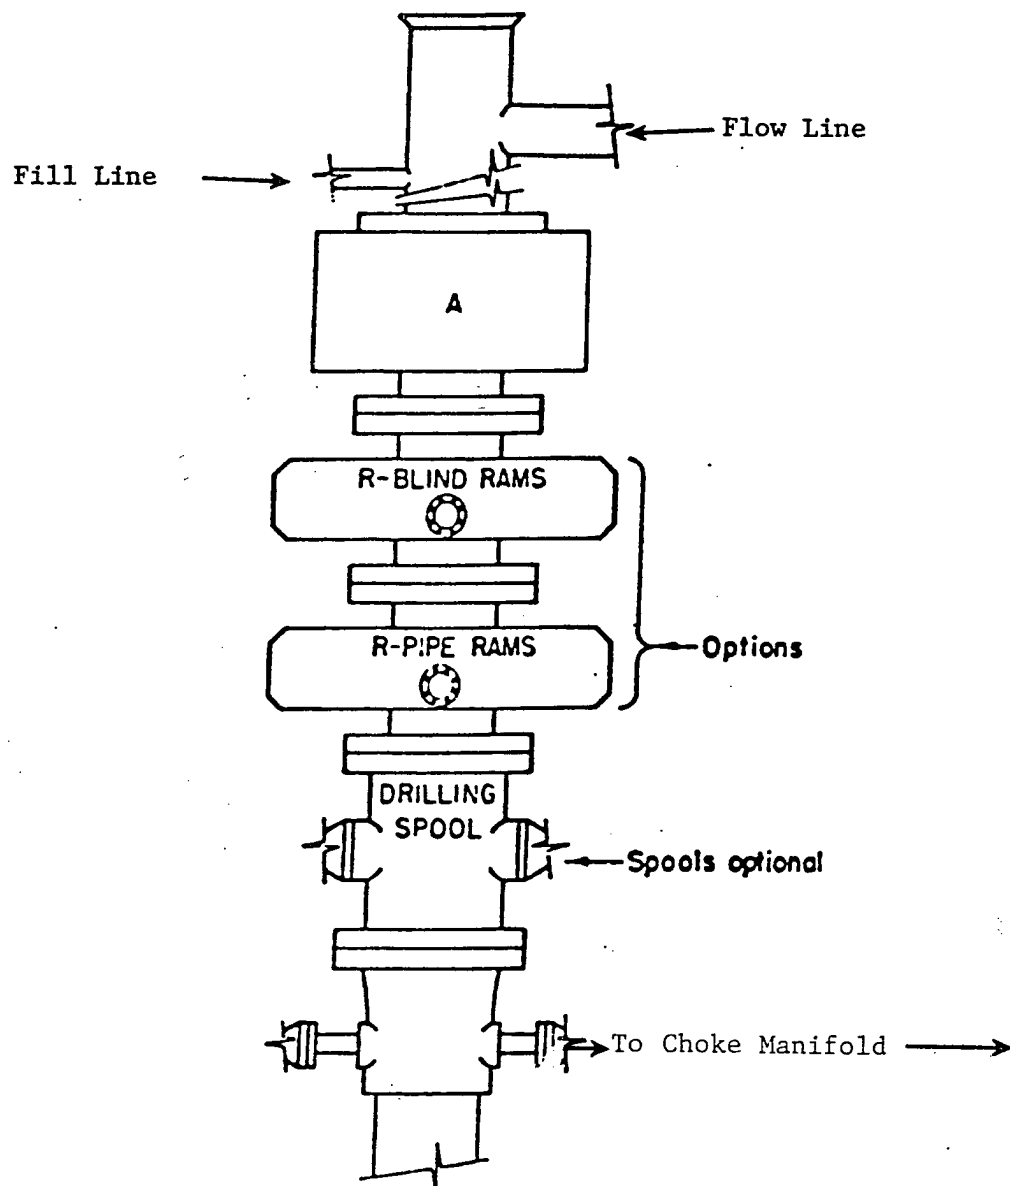 Flow Line
Fill Line
A
R-BLIND RAMS
R-PIPE RAMS
Options
DRILLING
SPOOL
Spools optional
To Choke Manifold